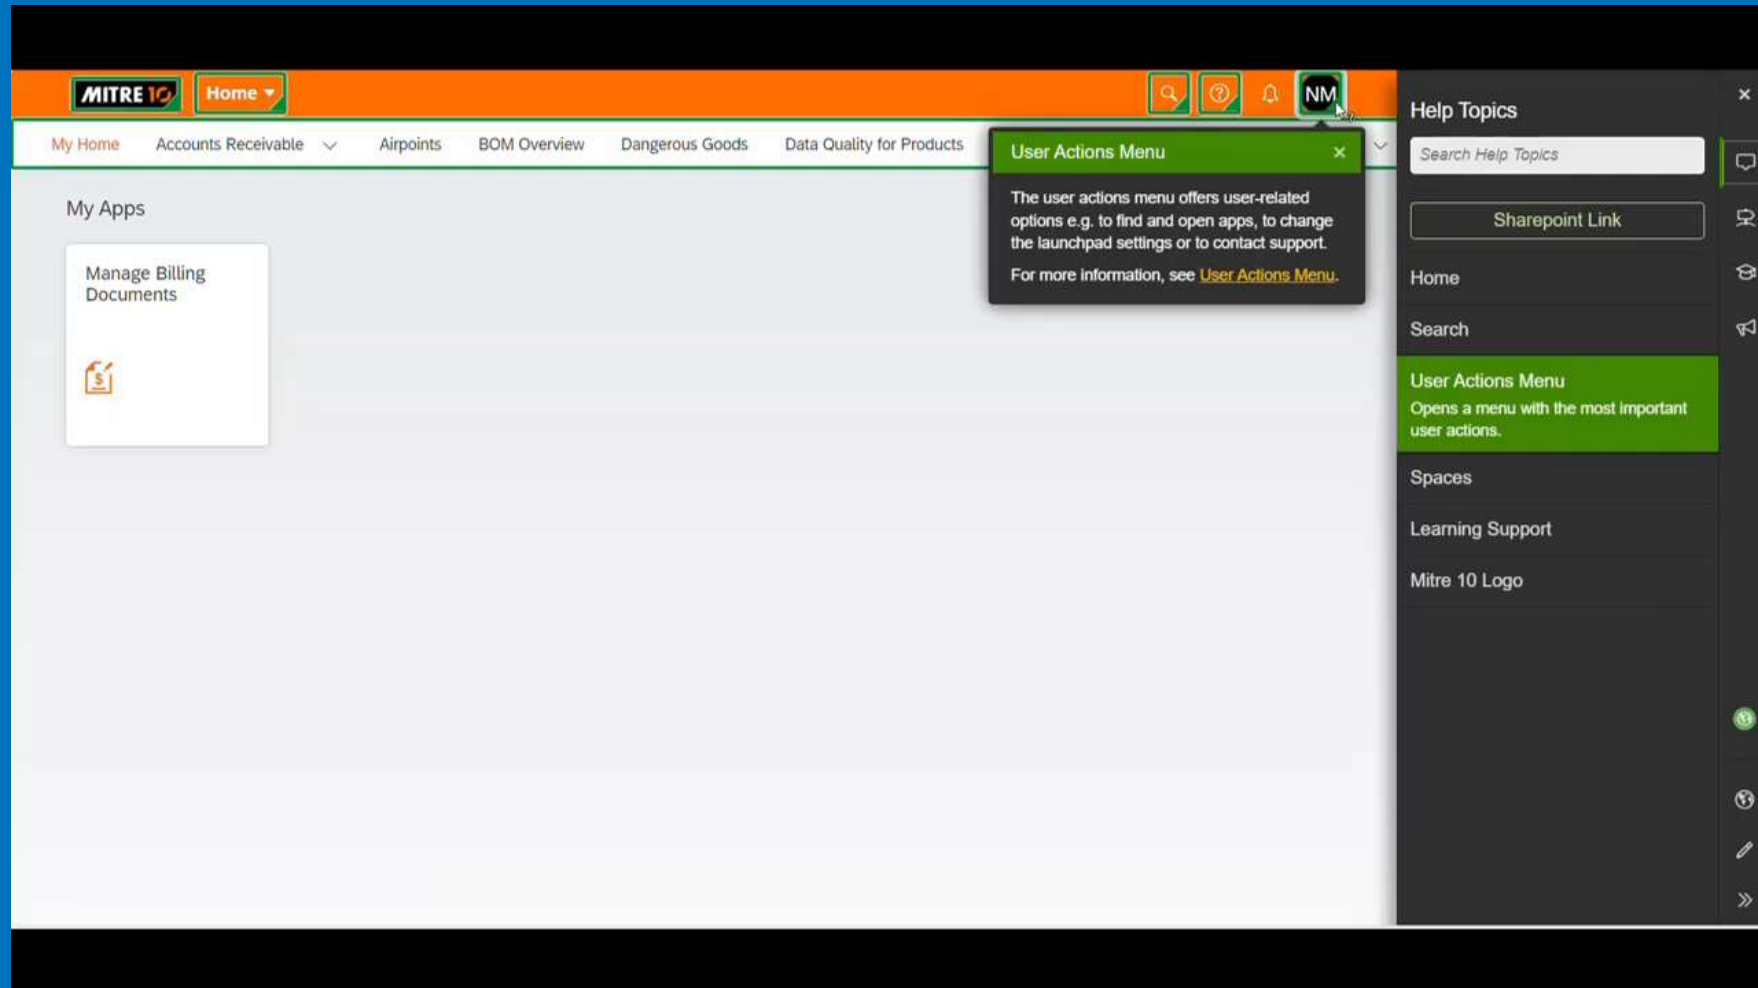 MITRE 10
Home
NM
My Home
Accounts Receivable
Airpoints
BOM Overview
Dangerous Goods
Data Quality for Products
My Apps
Manage Billing
Documents
$
User Actions Menu
The user actions menu offers user-related
options e.g. to find and open apps, to change
the launchpad settings or to contact support.
For more information, see User Actions Menu.
Help Topics
Search Help Topics
Sharepoint Link
Home
Search
User Actions Menu
Opens a menu with the most important
user actions.
Spaces
Learning Support
Mitre 10 Logo